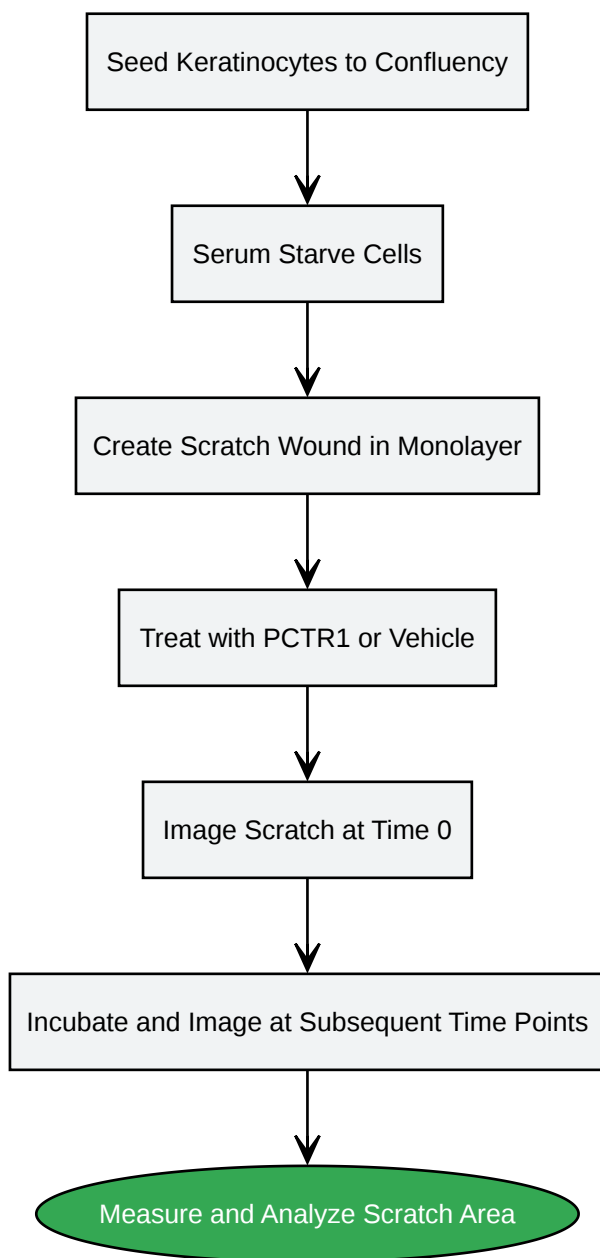 Seed Keratinocytes to Confluency
Serum Starve Cells
Create Scratch Wound in Monolayer
Treat with PCTR1 or Vehicle
Image Scratch at Time 0
Incubate and Image at Subsequent Time Points
Measure and Analyze Scratch Area